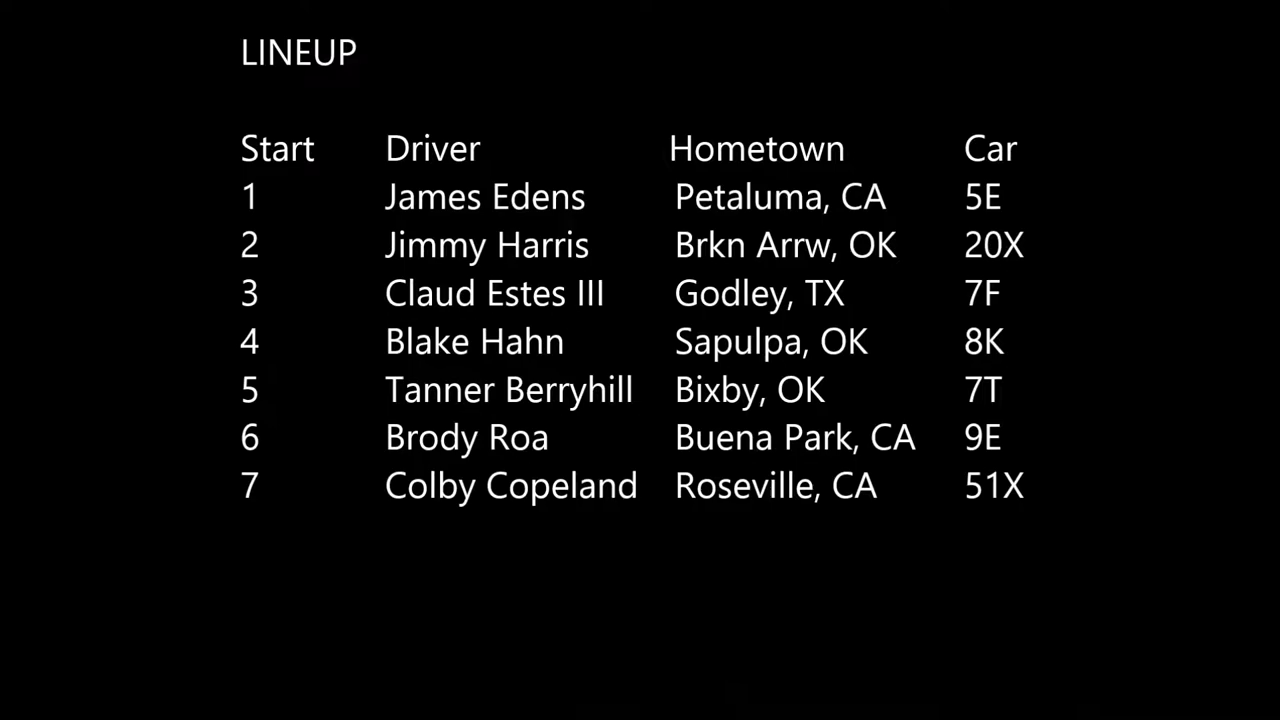 LINEUP
Start Driver Hometown Car
1 James Edens Petaluma, CA 5E
2 Jimmy Harris Brkn Arrw, OK 20X
3 Claud Estes III Godley, TX 7F
4 Blake Hahn Sapulpa, OK 8K
5 Tanner Berryhill Bixby, OK 7T
6 Brody Roa Buena Park, CA 9E
7 Colby Copeland Roseville, CA 51X